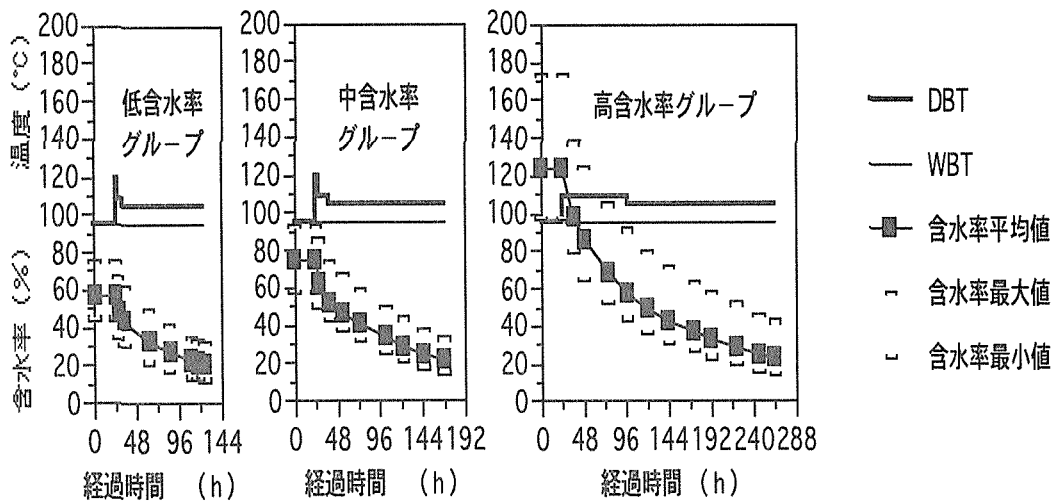 温度 (°C)
含水率 (%)
200
180
160
140
120
100
80
60
40
20
0
低含水率
グループ
0 48 96 144
経過時間 (h)
200
180
160
140
120
100
80
60
40
20
0
中含水率
グループ
0 48 96 144 192
経過時間 (h)
200
180
160
140
120
100
80
60
40
20
0
高含水率グループ
0 48 96 144 192 240 288
経過時間 (h)
DBT
WBT
含水率平均値
含水率最大値
含水率最小値